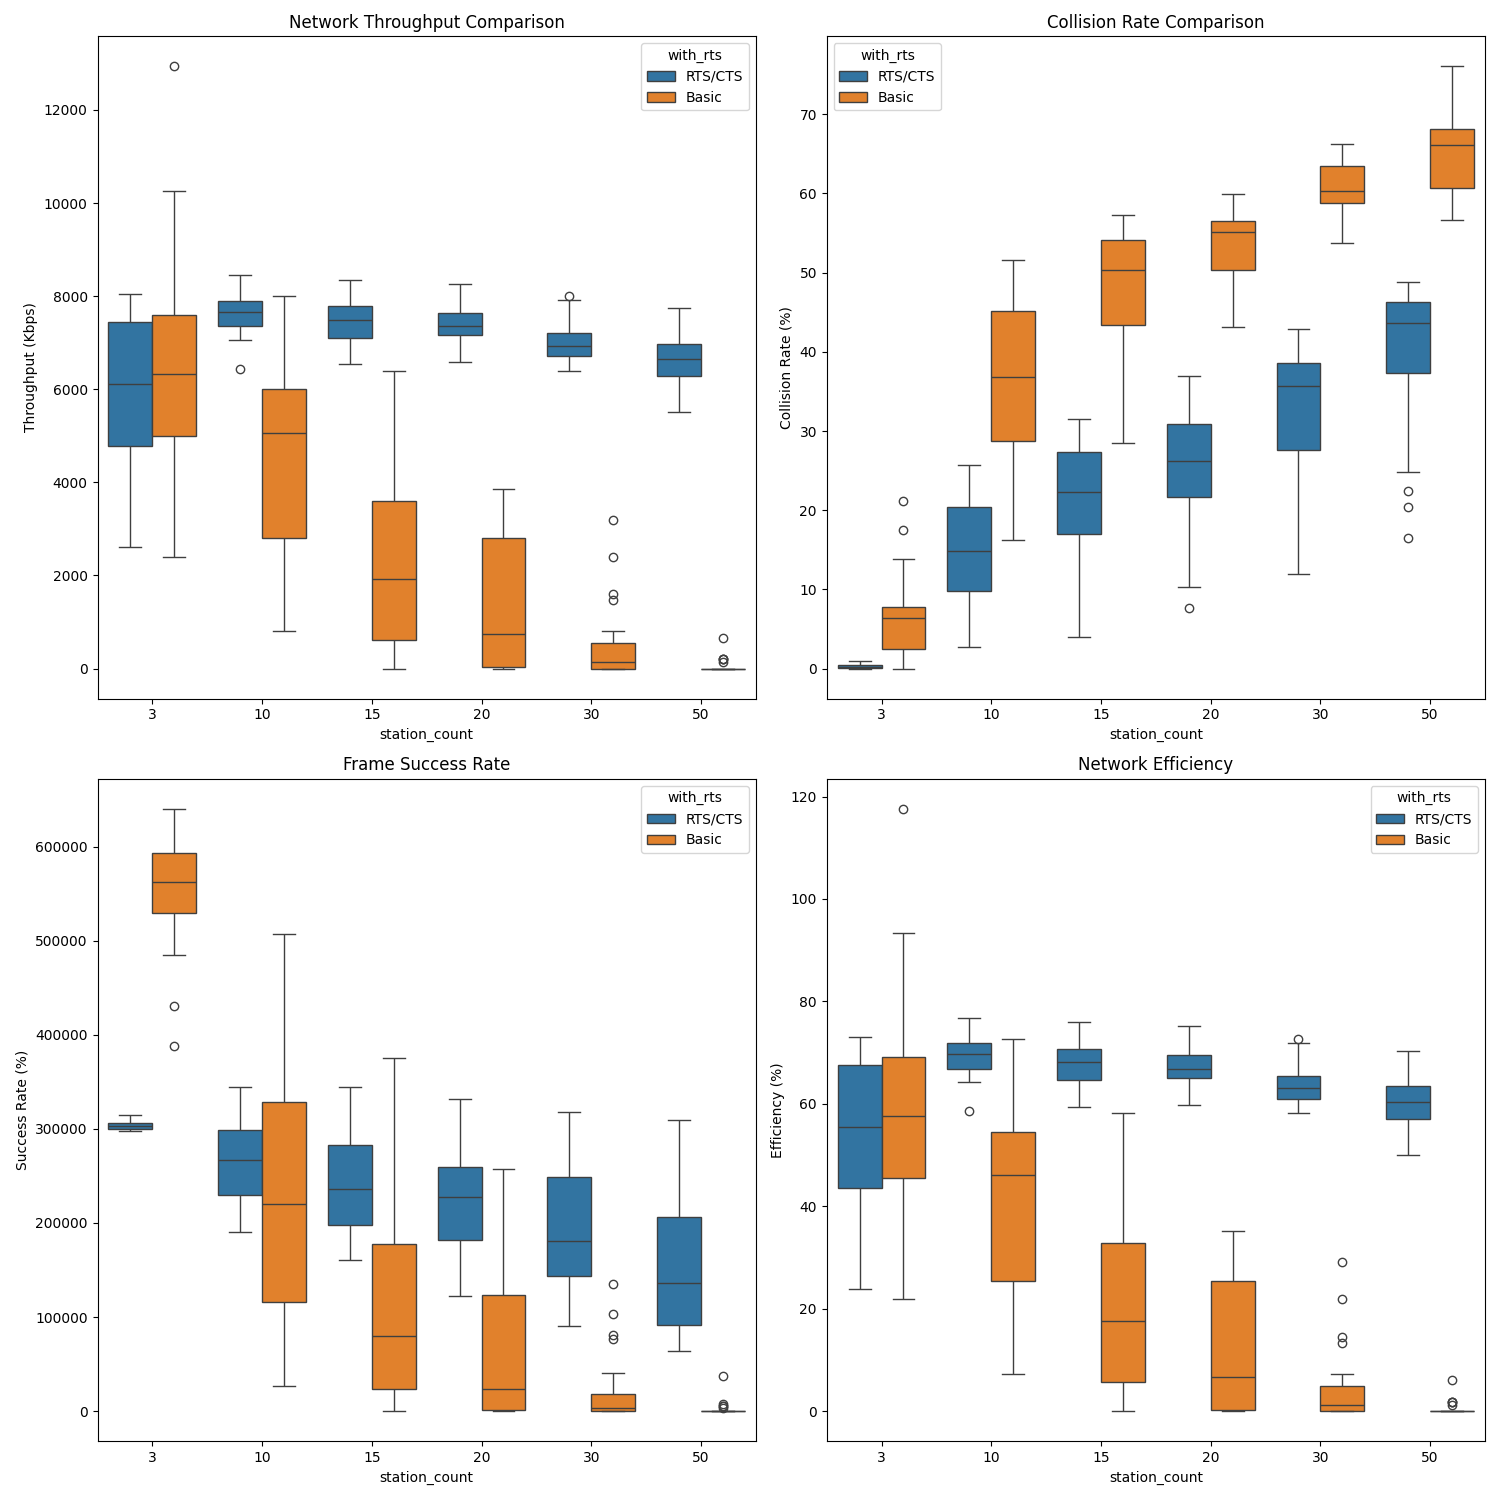 Network Throughput Comparison
with_rts
RTS/CTS
Basic
12000
10000
8000
6000
4000
2000
0
Throughput (Kbps)
3 10 15 20 30 50
station_count
Collision Rate Comparison
with_rts
RTS/CTS
Basic
70
60
50
40
30
20
10
0
Collision Rate (%)
3 10 15 20 30 50
station_count
Frame Success Rate
with_rts
RTS/CTS
Basic
600000
500000
400000
300000
200000
100000
0
Success Rate (%)
3 10 15 20 30 50
station_count
Network Efficiency
with_rts
RTS/CTS
Basic
120
100
80
60
40
20
0
Efficiency (%)
3 10 15 20 30 50
station_count